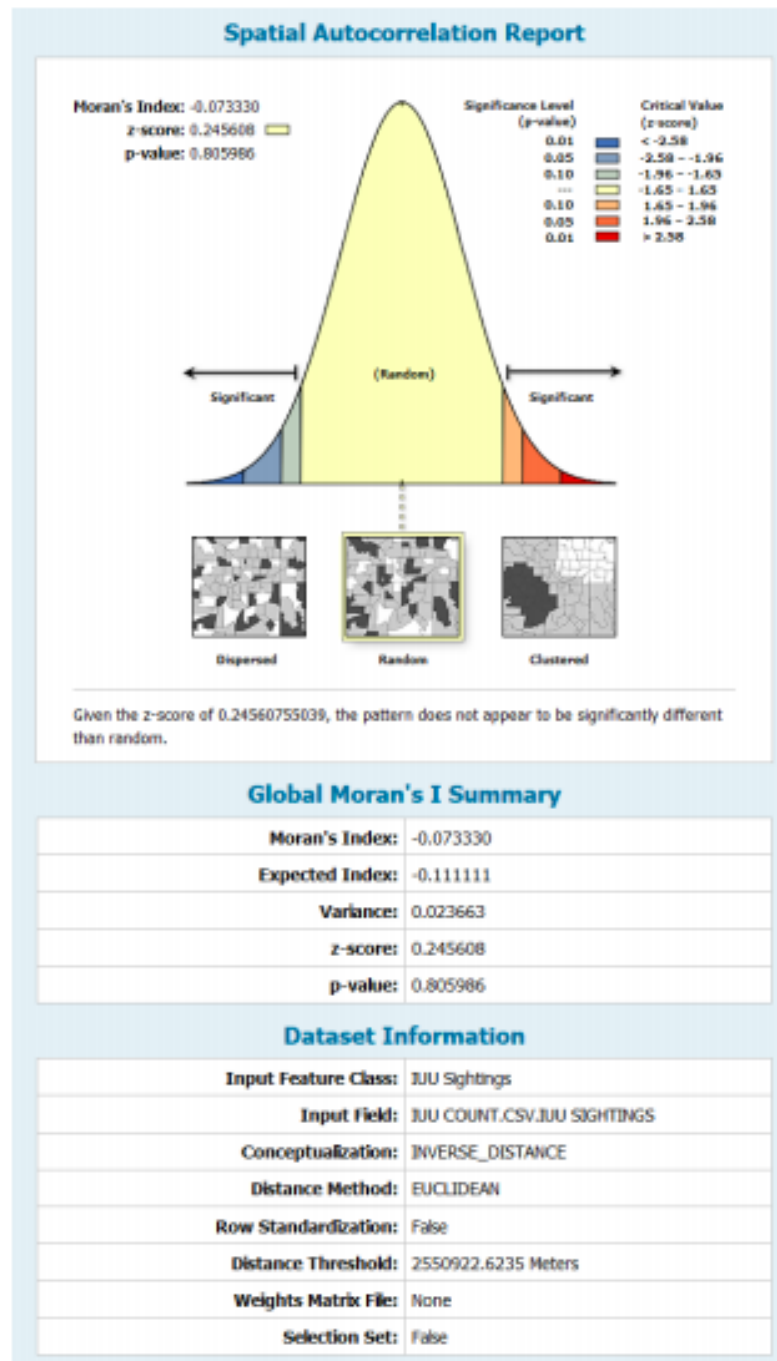 Spatial Autocorrelation Report
Moran's Index: -0.073330
z-score: 0.245608
p-value: 0.805986
Significance Level
(p-value)
Critical Value
(z-score)
0.01 < -2.58
0.05 -2.58 - -1.96
0.10 -1.96 - -1.65
--- -1.65 - 1.65
0.10 1.65 - 1.96
0.05 1.96 - 2.58
0.01 > 2.58
(Random)
Significant
Significant
Dispersed
Random
Clustered
Given the z-score of 0.24560755039, the pattern does not appear to be significantly different
than random.
Global Moran's I Summary
Moran's Index: -0.073330
Expected Index: -0.111111
Variance: 0.023663
z-score: 0.245608
p-value: 0.805986
Dataset Information
Input Feature Class: IUU Sightings
Input Field: IUU COUNT.CSV.IUU SIGHTINGS
Conceptualization: INVERSE_DISTANCE
Distance Method: EUCLIDEAN
Row Standardization: False
Distance Threshold: 2550922.6235 Meters
Weights Matrix File: None
Selection Set: False